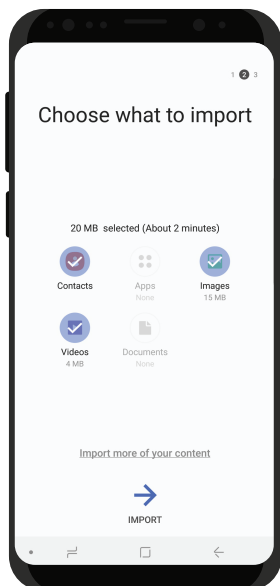 1 2 3
Choose what to import
20 MB selected (About 2 minutes)
Contacts Apps Images
None 15 MB
Videos Documents
4 MB None
Import more of your content
IMPORT